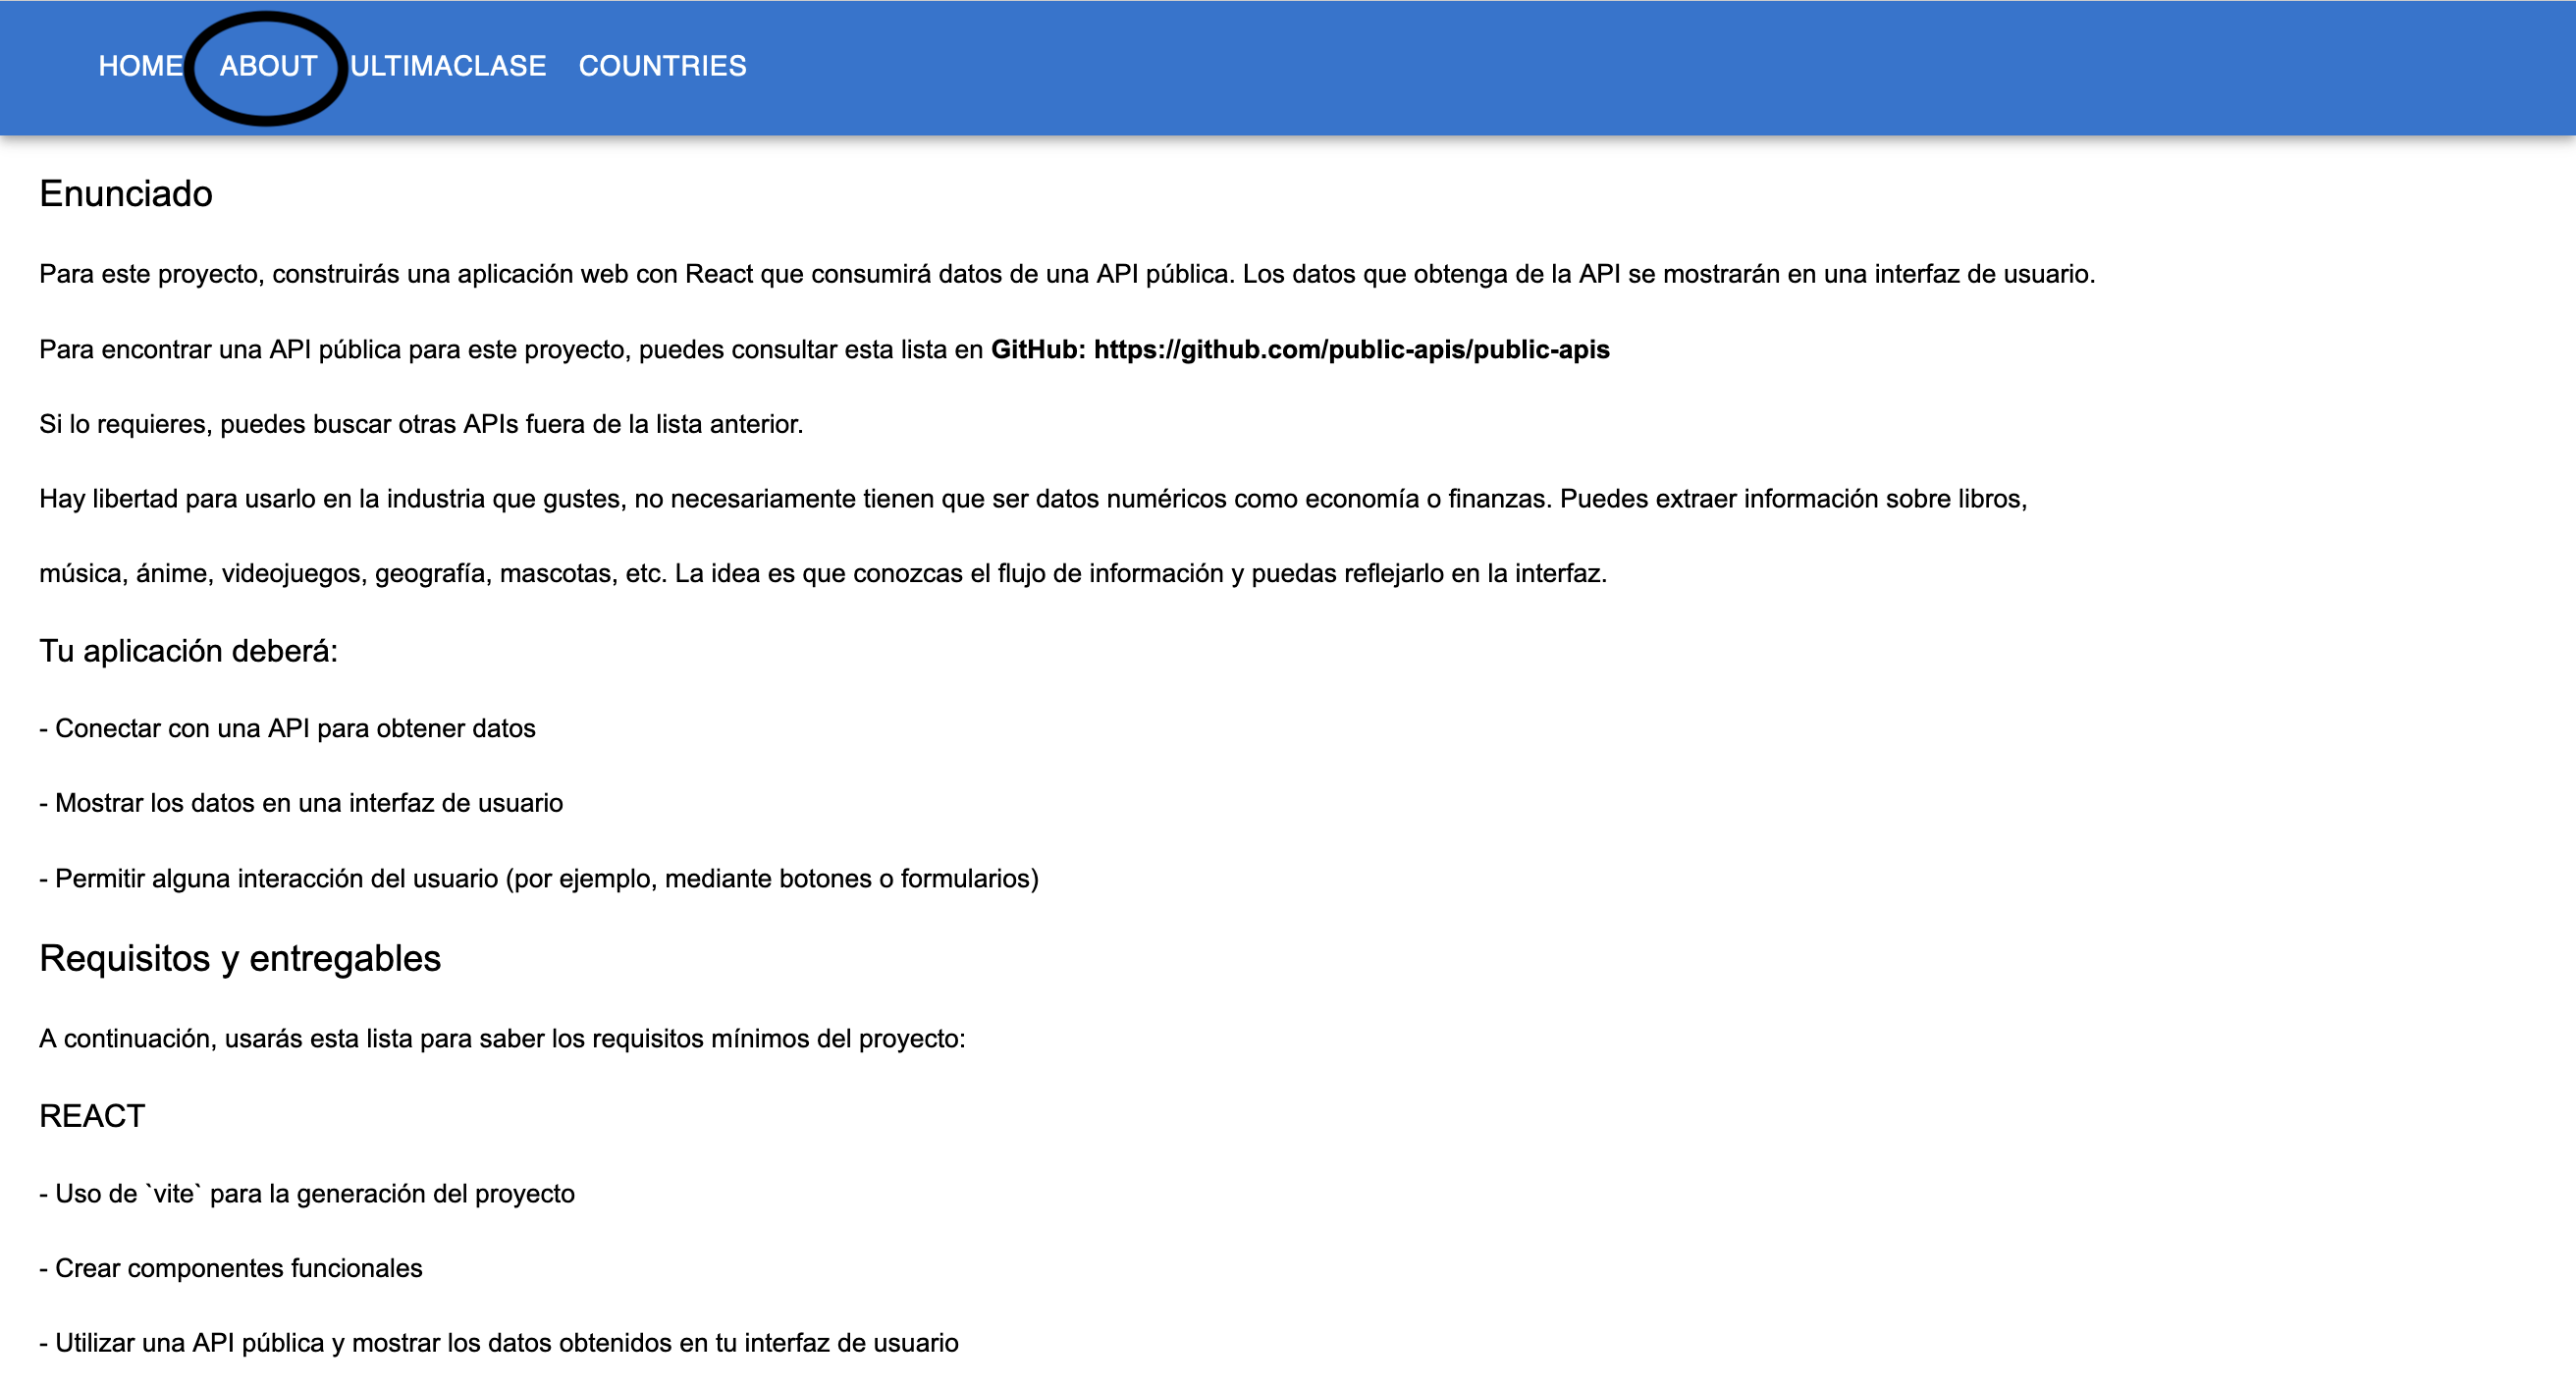 HOME ABOUT ULTIMACLASE COUNTRIES
Enunciado
Para este proyecto, construirás una aplicación web con React que consumirá datos de una API pública. Los datos que obtenga de la API se mostrarán en una interfaz de usuario.
Para encontrar una API pública para este proyecto, puedes consultar esta lista en GitHub: https://github.com/public-apis/public-apis
Si lo requieres, puedes buscar otras APIs fuera de la lista anterior.
Hay libertad para usarlo en la industria que gustes, no necesariamente tienen que ser datos numéricos como economía o finanzas. Puedes extraer información sobre libros,
música, ánime, videojuegos, geografía, mascotas, etc. La idea es que conozcas el flujo de información y puedas reflejarlo en la interfaz.
Tu aplicación deberá:
- Conectar con una API para obtener datos
- Mostrar los datos en una interfaz de usuario
- Permitir alguna interacción del usuario (por ejemplo, mediante botones o formularios)
Requisitos y entregables
A continuación, usarás esta lista para saber los requisitos mínimos del proyecto:
REACT
- Uso de `vite` para la generación del proyecto
- Crear componentes funcionales
- Utilizar una API pública y mostrar los datos obtenidos en tu interfaz de usuario